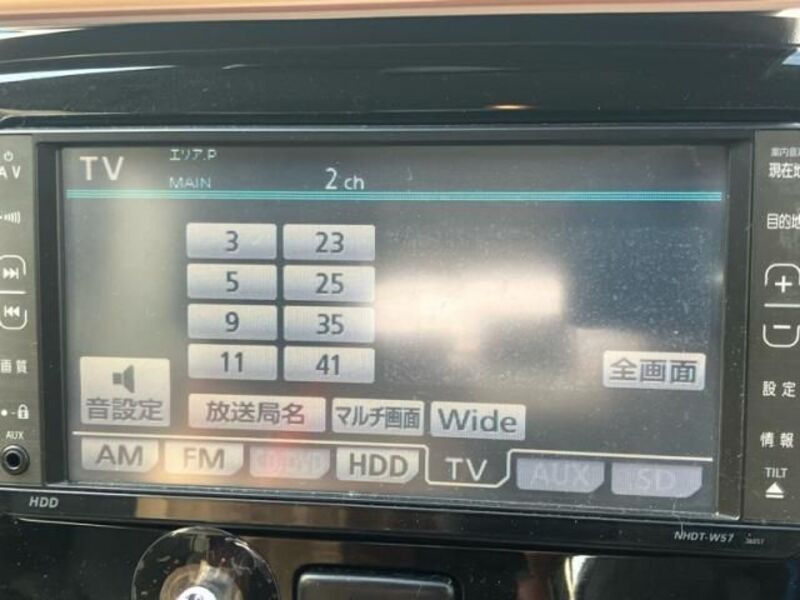 TV エリア.P
MAIN 2 ch
3 23
5 25
9 35
11 41
全画面
音設定 放送局名 マルチ画面 Wide
AM FM HDD TV AUX SD
AV
画質
AUX
HDD
現在地
目的地
+
−
設定
情報
TILT
NHDT-W57